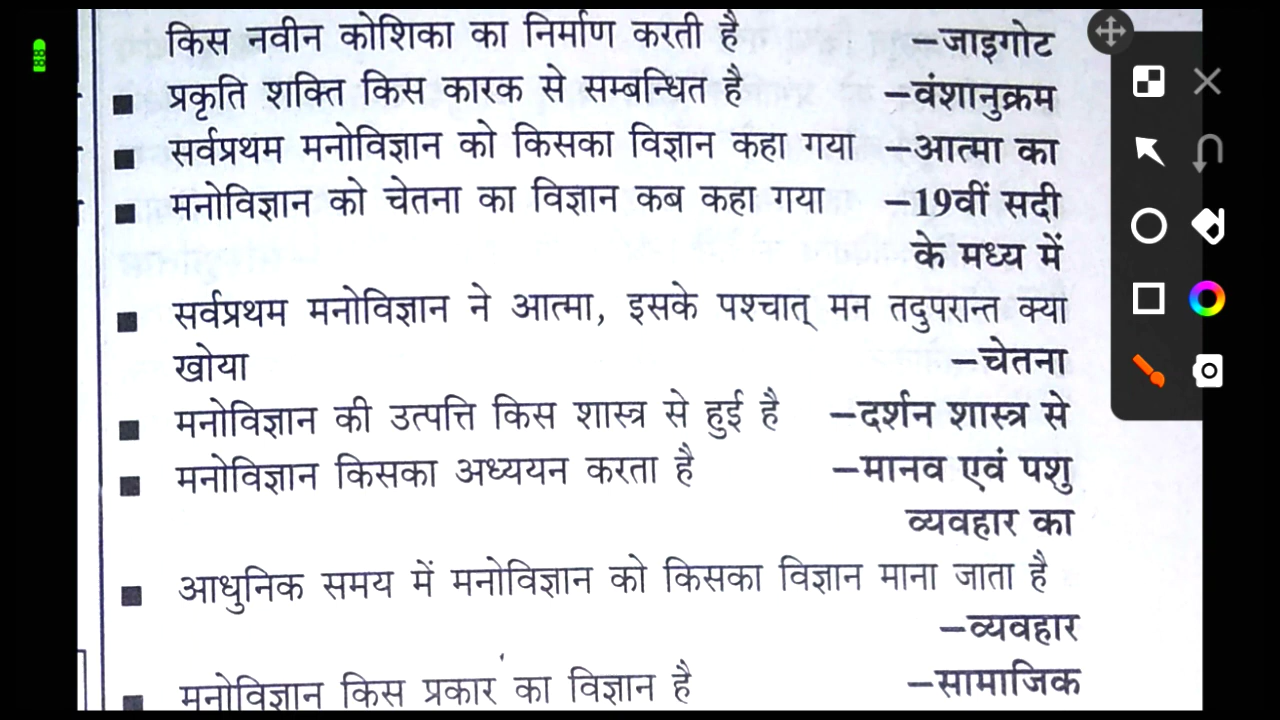 किस नवीन कोशिका का निर्माण करती है –जाइगोट
■ प्रकृति शक्ति किस कारक से सम्बन्धित है –वंशानुक्रम
■ सर्वप्रथम मनोविज्ञान को किसका विज्ञान कहा गया –आत्मा का
■ मनोविज्ञान को चेतना का विज्ञान कब कहा गया –19वीं सदी
के मध्य में
■ सर्वप्रथम मनोविज्ञान ने आत्मा, इसके पश्चात् मन तदुपरान्त क्या
खोया –चेतना
■ मनोविज्ञान की उत्पत्ति किस शास्त्र से हुई है –दर्शन शास्त्र से
■ मनोविज्ञान किसका अध्ययन करता है –मानव एवं पशु
व्यवहार का
■ आधुनिक समय में मनोविज्ञान को किसका विज्ञान माना जाता है
–व्यवहार
■ मनोविज्ञान किस प्रकार का विज्ञान है –सामाजिक